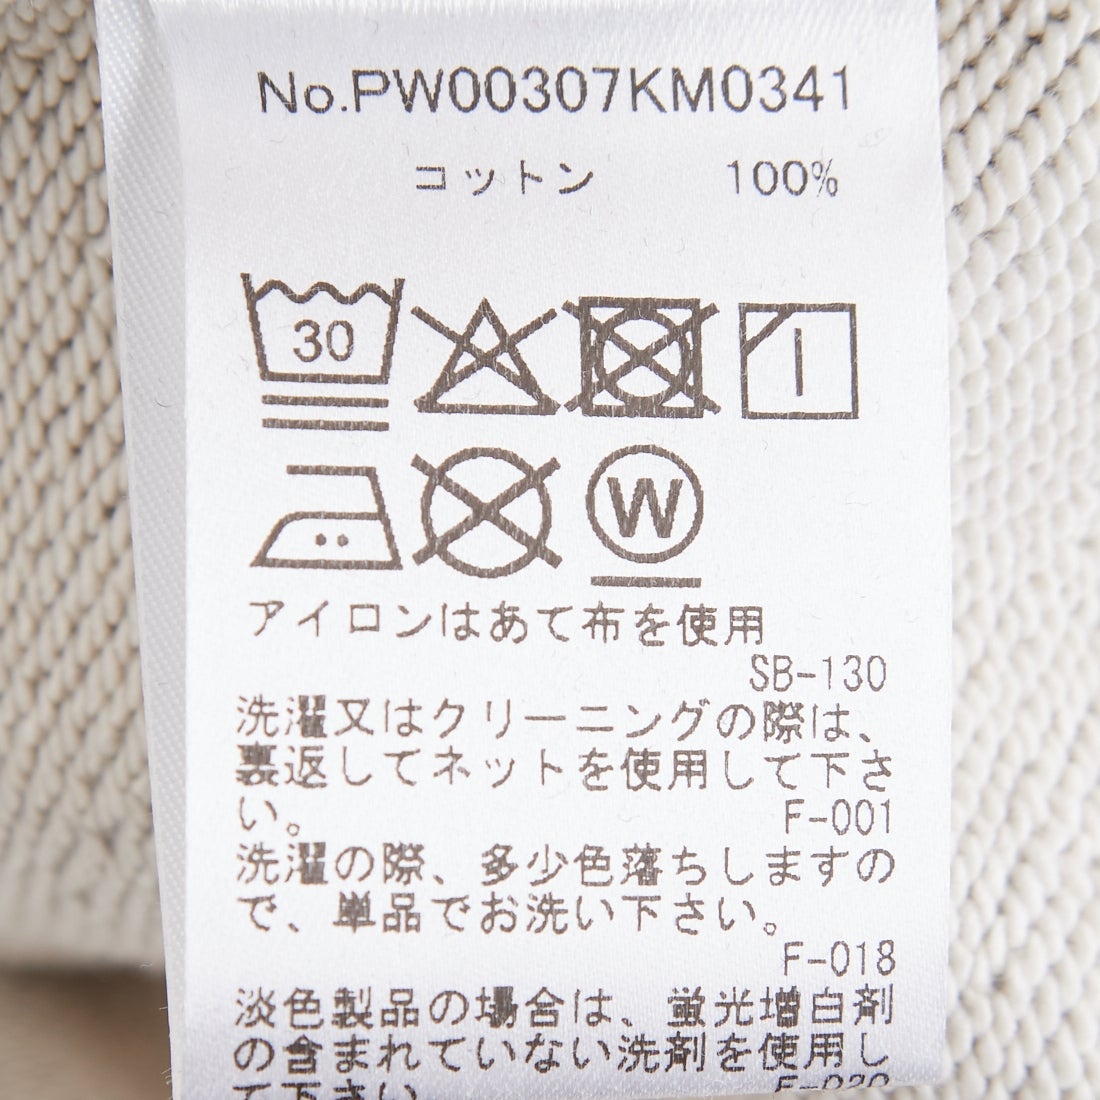 No.PW00307KM0341
コットン 100%
30
W
アイロンはあて布を使用
SB-130
洗濯又はクリーニングの際は、
裏返してネットを使用して下さ
い。 F-001
洗濯の際、多少色落ちしますの
で、単品でお洗い下さい。
F-018
淡色製品の場合は、蛍光増白剤
の含まれていない洗剤を使用し
て下さい。 F-020